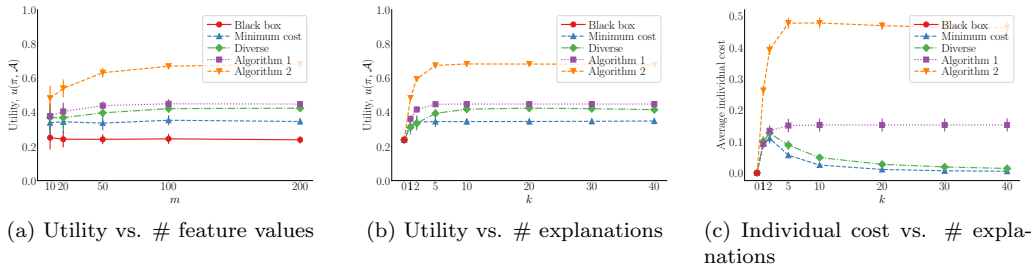 1.0
0.8
0.6
0.4
0.2
0.0
Utility, u(π, A)
10 20 50 100 200
m
Black box
Minimum cost
Diverse
Algorithm 1
Algorithm 2
(a) Utility vs. # feature values
1.0
0.8
0.6
0.4
0.2
0.0
Utility, u(π, A)
0 1 2 5 10 20 30 40
k
Black box
Minimum cost
Diverse
Algorithm 1
Algorithm 2
(b) Utility vs. # explanations
0.5
0.4
0.3
0.2
0.1
0.0
Average individual cost
0 1 2 5 10 20 30 40
k
Black box
Minimum cost
Diverse
Algorithm 1
Algorithm 2
(c) Individual cost vs. # expla-
nations